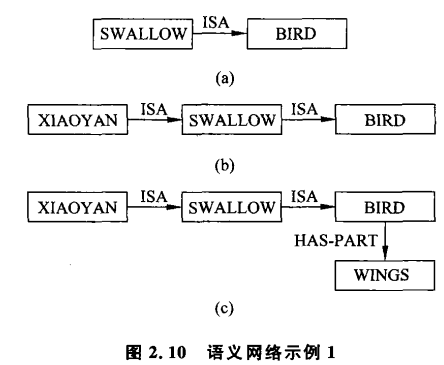 SWALLOW ISA BIRD
(a)
XIAOYAN ISA SWALLOW ISA BIRD
(b)
XIAOYAN ISA SWALLOW ISA BIRD
HAS-PART
WINGS
(c)
图 2.10 语义网络示例 1